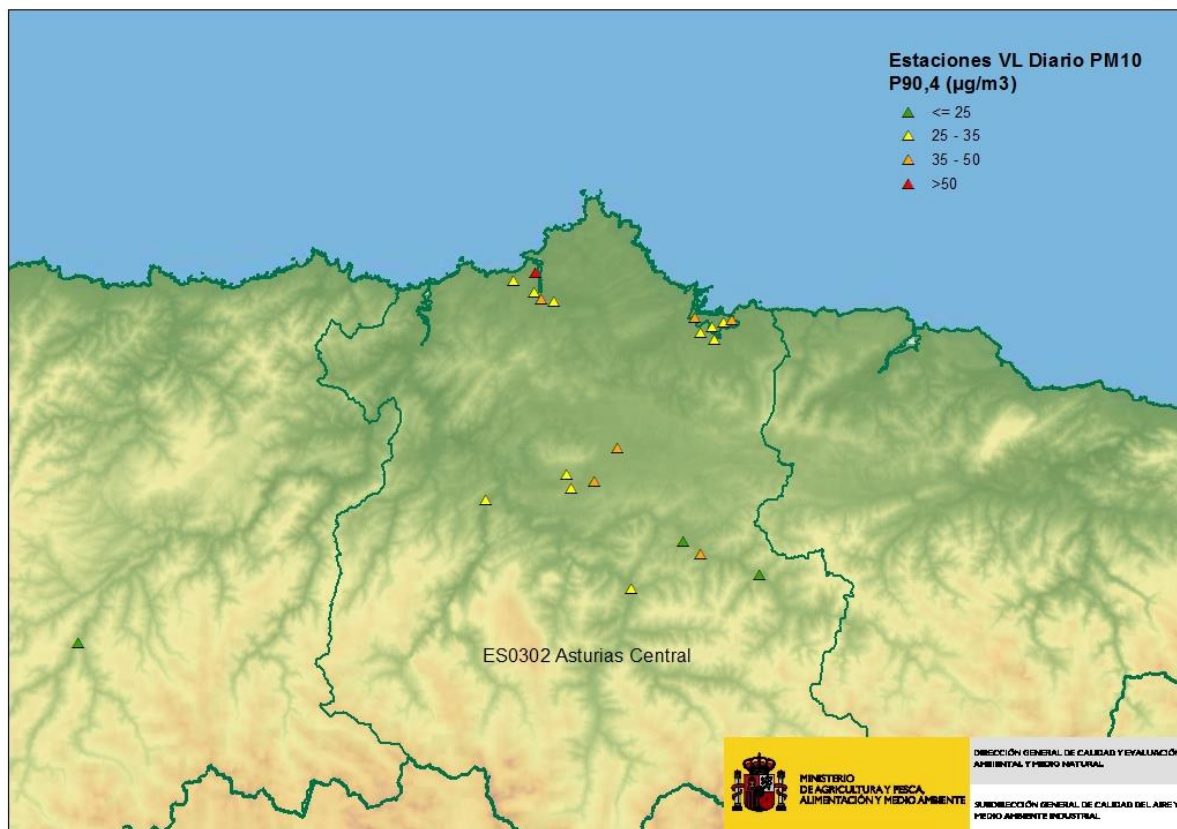 Estaciones VL Diario PM10
P90,4 (µg/m3)
<= 25
25 - 35
35 - 50
>50
ES0302 Asturias Central
MINISTERIO
DE AGRICULTURA Y PESCA,
ALIMENTACIÓN Y MEDIO AMBIENTE
DIRECCIÓN GENERAL DE CALIDAD Y EVALUACIÓN
AMBIENTAL Y MEDIO NATURAL
SUBDIRECCIÓN GENERAL DE CALIDAD DEL AIRE Y
MEDIO AMBIENTE INDUSTRIAL